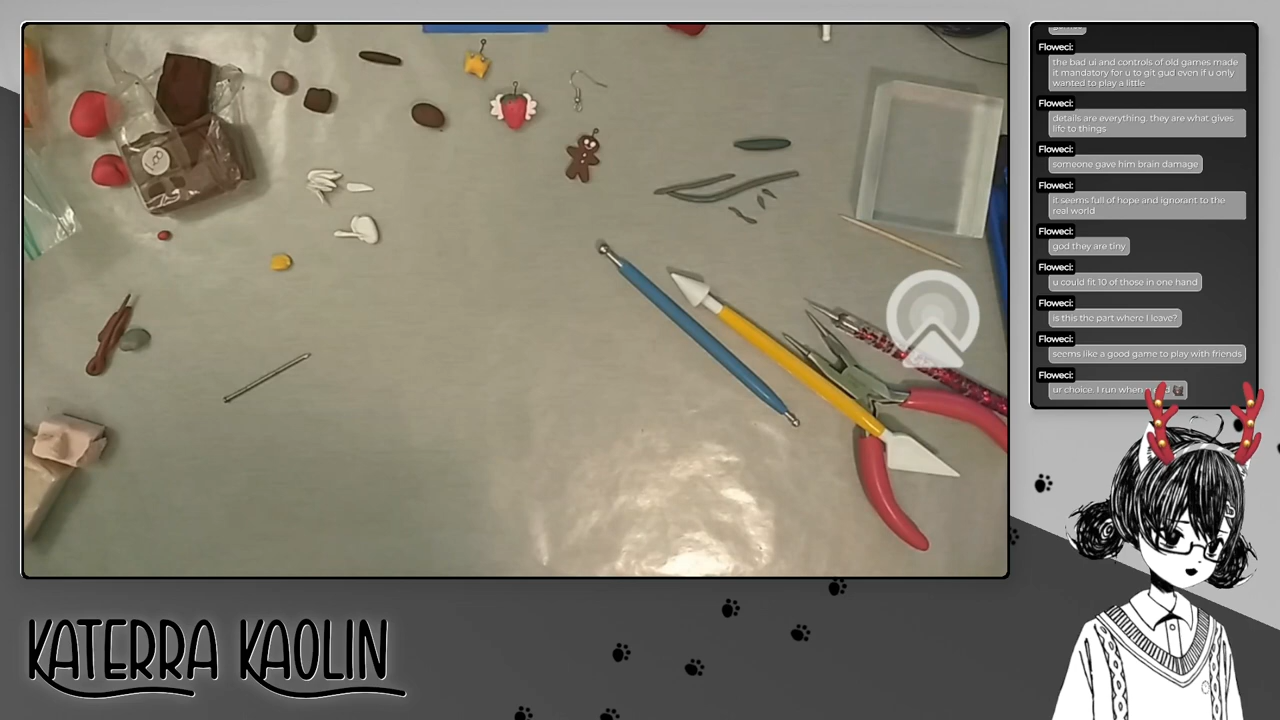 Floweci:
the bad ui and controls of old games made
it mandatory for u to git gud even if u only
wanted to play a little
Floweci:
details are everything. they are what gives
life to things
Floweci:
someone gave him brain damage
Floweci:
it seems full of hope and ignorant to the
real world
Floweci:
god they are tiny
Floweci:
u could fit 10 of those in one hand
Floweci:
is this the part where I leave?
Floweci:
seems like a good game to play with friends
Floweci:
ur choice. I run when
KATERRA KAOLIN